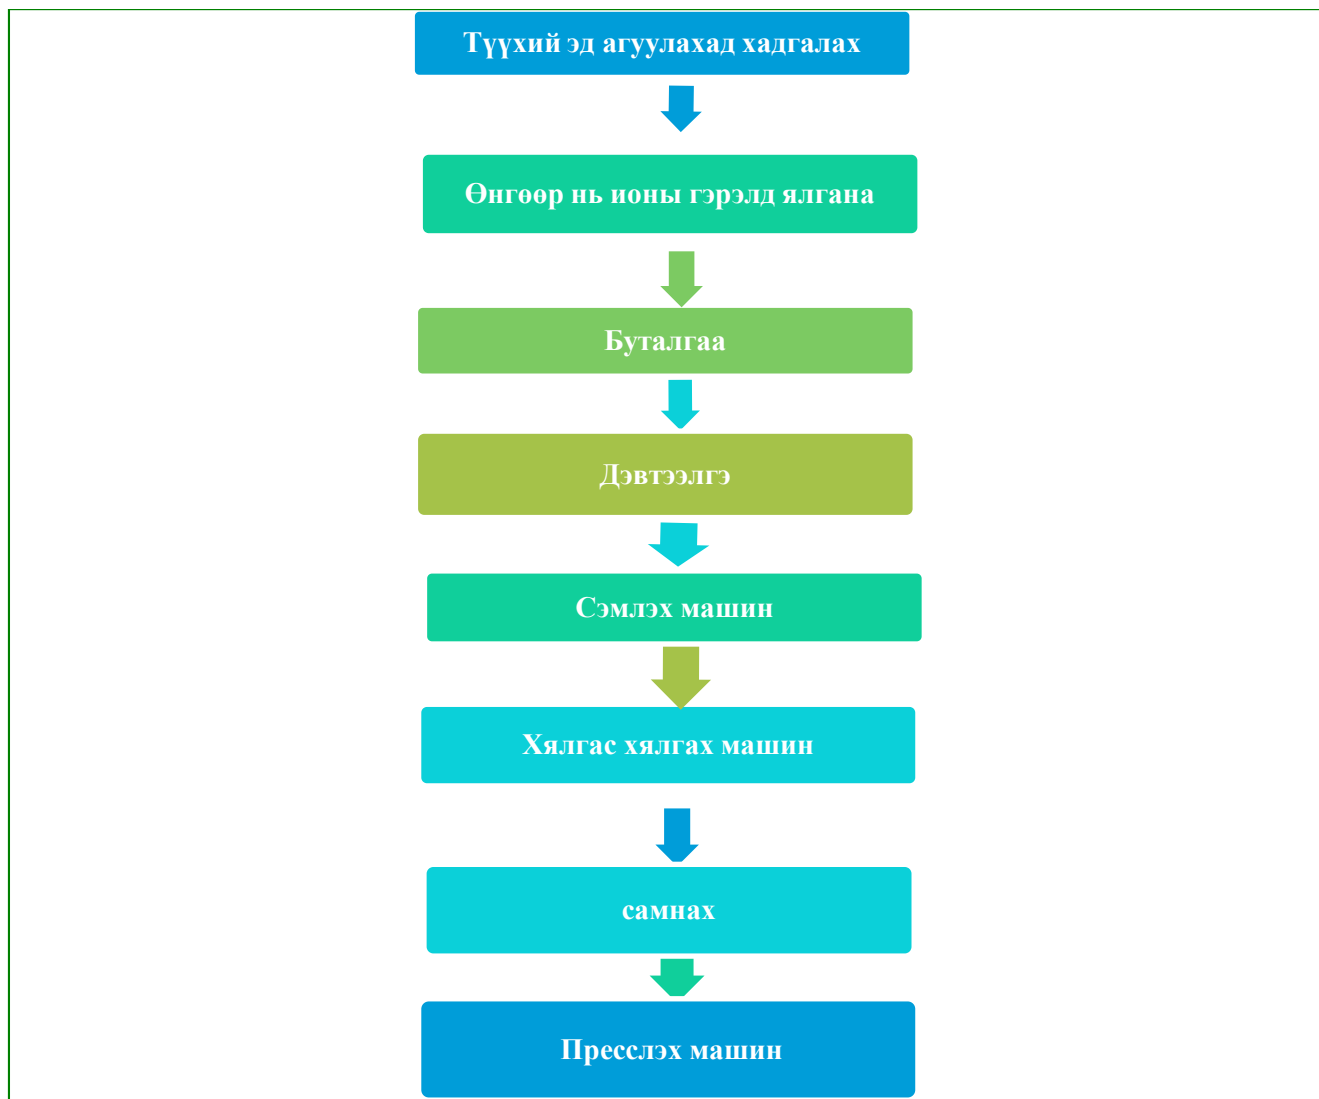 Түүхий эд агуулахад хадгалах
Өнгөөр нь ионы гэрэлд ялгана
Буталгаа
Дэвтээлгэ
Сэмлэх машин
Хялгас хялгах машин
самнах
Пресслэх машин